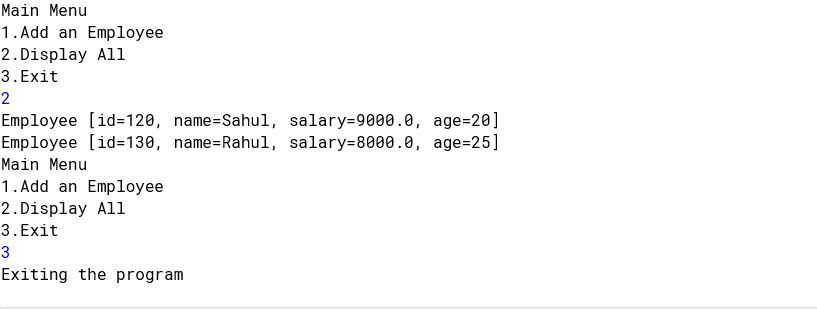 Main Menu
1.Add an Employee
2.Display All
3.Exit
2
Employee [id=120, name=Sahul, salary=9000.0, age=20]
Employee [id=130, name=Rahul, salary=8000.0, age=25]
Main Menu
1.Add an Employee
2.Display All
3.Exit
3
Exiting the program